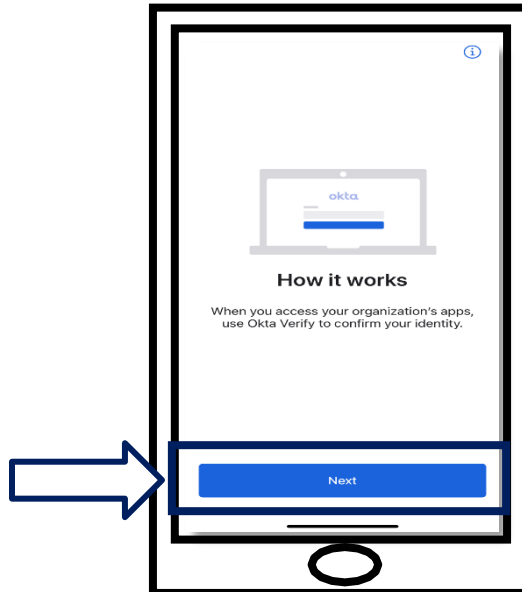 okta
How it works
When you access your organization's apps,
use Okta Verify to confirm your identity.
Next